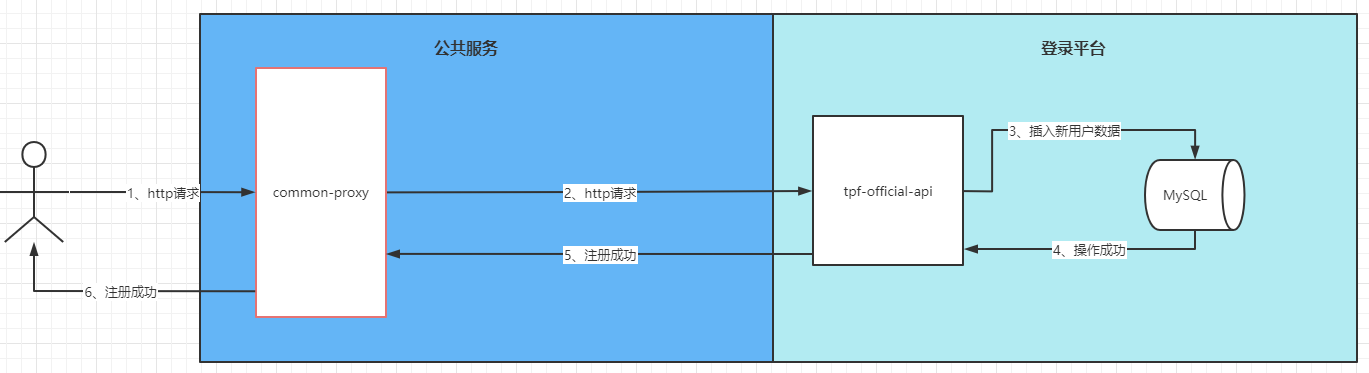 公共服务
登录平台
common-proxy
tpf-official-api
MySQL
1、http请求
2、http请求
3、插入新用户数据
4、操作成功
5、注册成功
6、注册成功